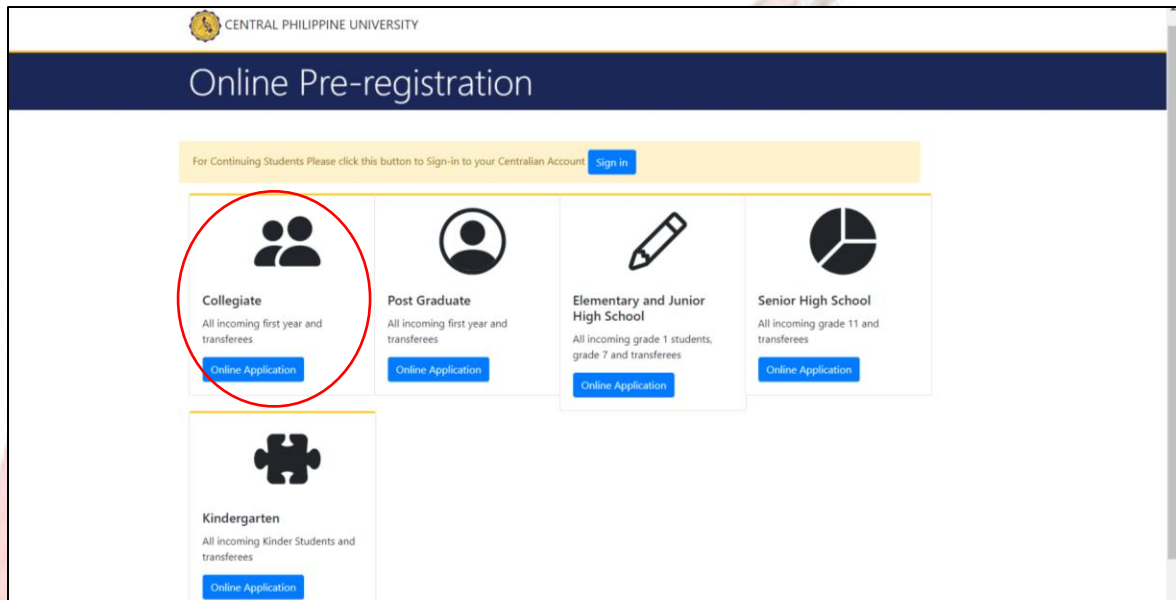 CENTRAL PHILIPPINE UNIVERSITY
Online Pre-registration
For Continuing Students Please click this button to Sign-in to your Centralian Account Sign in
Collegiate
All incoming first year and
transferees
Online Application
Post Graduate
All incoming first year and
transferees
Online Application
Elementary and Junior
High School
All incoming grade 1 students,
grade 7 and transferees
Online Application
Senior High School
All incoming grade 11 and
transferees
Online Application
Kindergarten
All incoming Kinder Students and
transferees
Online Application